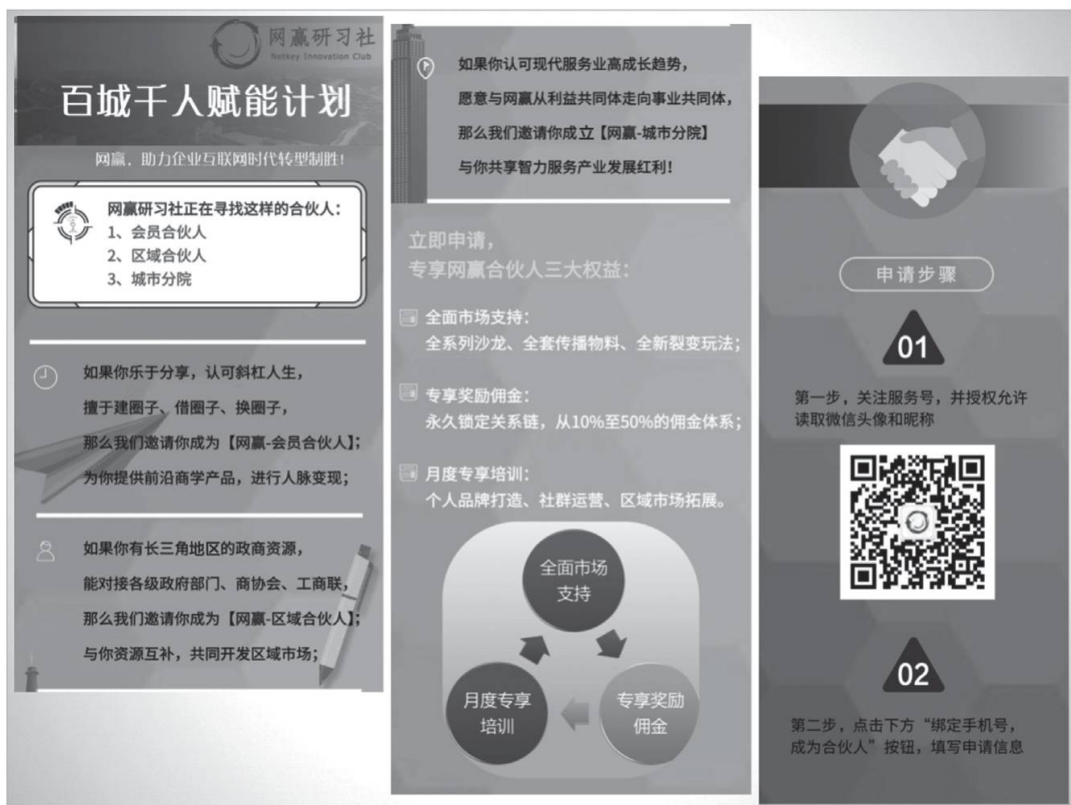 网赢研习社
Netkey Innovation Club
百城千人赋能计划
网赢，助力企业互联网时代转型制胜！
网赢研习社正在寻找这样的合伙人：
1、会员合伙人
2、区域合伙人
3、城市分院
如果你乐于分享，认可斜杠人生，
擅于建圈子、借圈子、换圈子，
那么我们邀请你成为【网赢-会员合伙人】；
为你提供前沿商学产品，进行人脉变现；
如果你有长三角地区的政商资源，
能对接各级政府部门、商协会、工商联，
那么我们邀请你成为【网赢-区域合伙人】；
与你资源互补，共同开发区域市场；
如果你认可现代服务业高成长趋势，
愿意与网赢从利益共同体走向事业共同体，
那么我们邀请你成立【网赢-城市分院】
与你共享智力服务产业发展红利！
立即申请，
专享网赢合伙人三大权益：
全面市场支持：
全系列沙龙、全套传播物料、全新裂变玩法；
专享奖励佣金：
永久锁定关系链，从10%至50%的佣金体系；
月度专享培训：
个人品牌打造、社群运营、区域市场拓展。
全面市场
支持
月度专享
培训
专享奖励
佣金
申请步骤
01
第一步，关注服务号，并授权允许
读取微信头像和昵称
02
第二步，点击下方“绑定手机号，
成为合伙人”按钮，填写申请信息